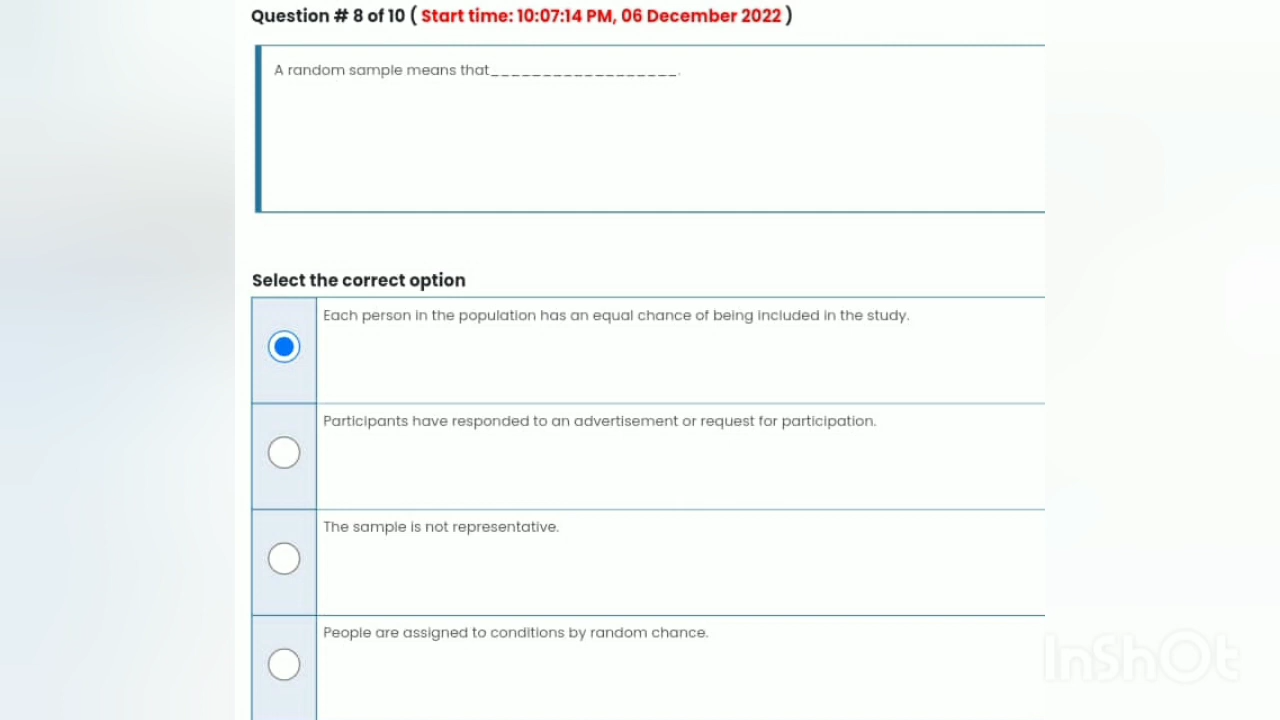 Question # 8 of 10 ( Start time: 10:07:14 PM, 06 December 2022 )
A random sample means that__________________.
Select the correct option
Each person in the population has an equal chance of being included in the study.
Participants have responded to an advertisement or request for participation.
The sample is not representative.
People are assigned to conditions by random chance.
InShOt